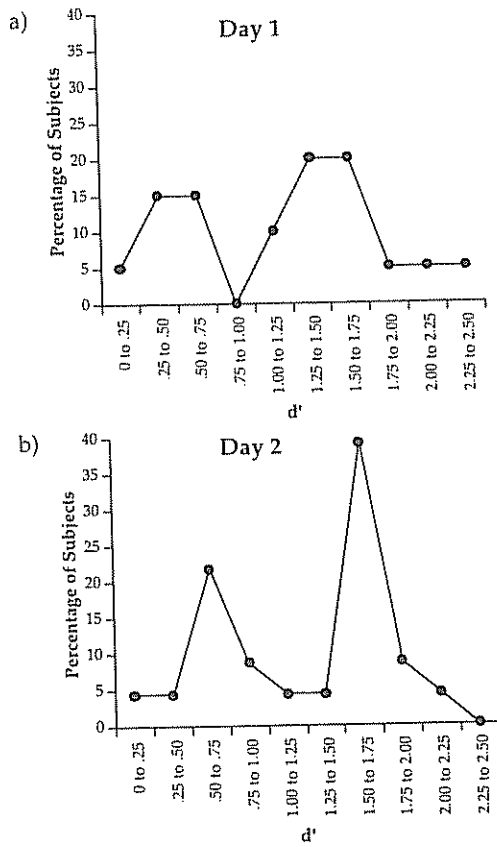 a)
Day 1
Percentage of Subjects
40
35
30
25
20
15
10
5
0
0 to .25
.25 to .50
.50 to .75
.75 to 1.00
1.00 to 1.25
1.25 to 1.50
1.50 to 1.75
1.75 to 2.00
2.00 to 2.25
2.25 to 2.50
d'
b)
Day 2
Percentage of Subjects
40
35
30
25
20
15
10
5
0
0 to .25
.25 to .50
.50 to .75
.75 to 1.00
1.00 to 1.25
1.25 to 1.50
1.50 to 1.75
1.75 to 2.00
2.00 to 2.25
2.25 to 2.50
d'